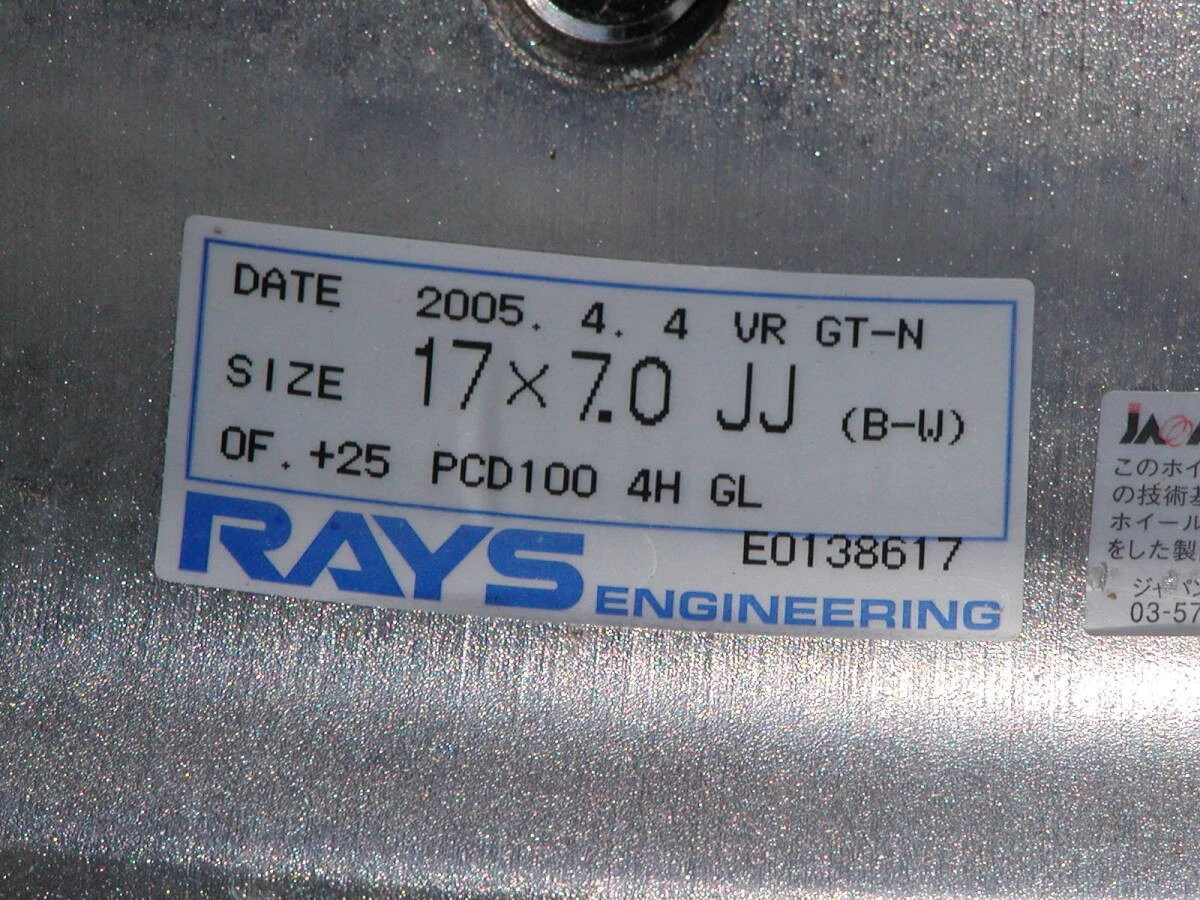 DATE 2005. 4. 4 VR GT-N
SIZE 17×7.0 JJ (B-W)
OF. +25 PCD100 4H GL
E0138617
RAYS ENGINEERING
このホイ
の技術基
ホイール
をした製
03-57